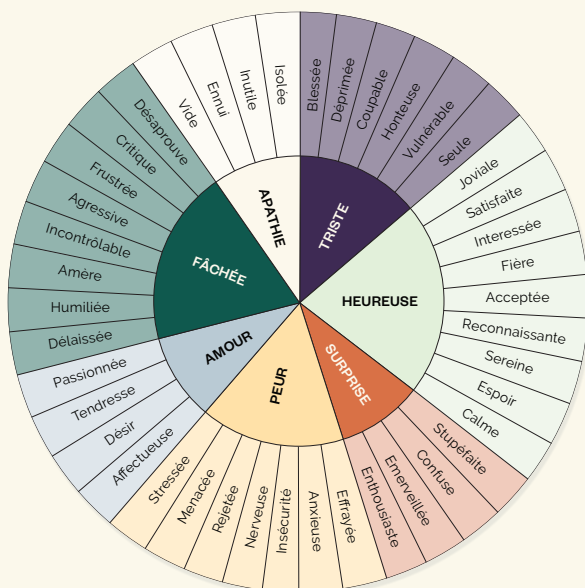 TRISTE
Blessée
Déprimée
Coupable
Honteuse
Vulnérable
Seule
HEUREUSE
Joviale
Satisfaite
Interessée
Fière
Acceptée
Reconnaissante
Sereine
Espoir
Calme
SURPRISE
Stupéfaite
Confuse
Emerveillée
Enthousiaste
PEUR
Effrayée
Anxieuse
Insécurité
Nerveuse
Rejetée
Menacée
Stressée
AMOUR
Affectueuse
Désir
Tendresse
Passionnée
FÂCHÉE
Délaissée
Humiliée
Amère
Incontrôlable
Agressive
Frustrée
Critique
Désaprouve
APATHIE
Vide
Ennui
Inutile
Isolée